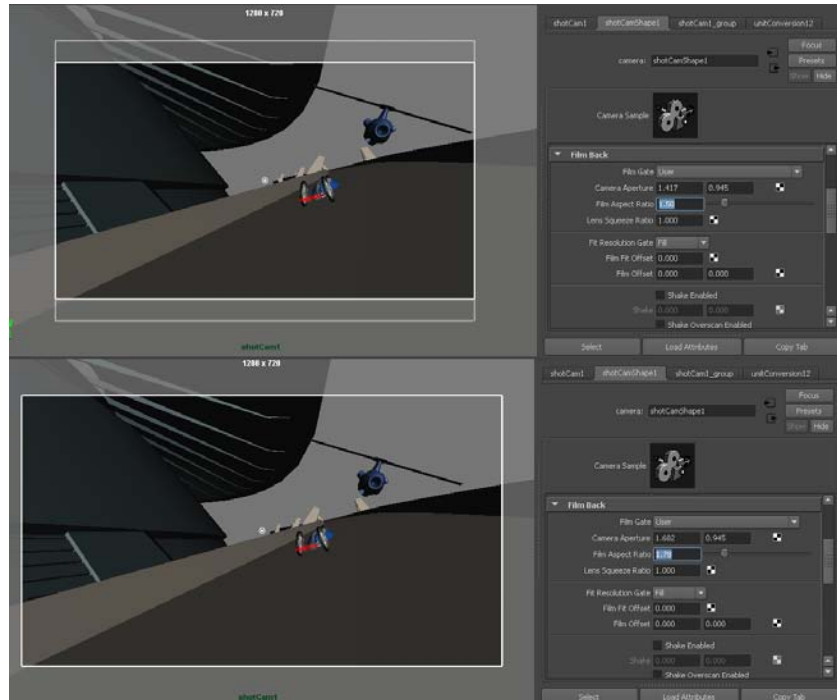 1280 x 720
shotCam1
shotCam1 shotCamShape1 shotCam1_group unitConversion12
Focus
camera: shotCamShape1
Presets
Show Hide
Camera Sample
Film Back
Film Gate User
Camera Aperture 1.417 0.945
Film Aspect Ratio 1.50
Lens Squeeze Ratio 1.000
Fit Resolution Gate Fill
Film Fit Offset 0.000
Film Offset 0.000 0.000
Shake Enabled
Shake 0.000 0.000
Shake Overscan Enabled
Select Load Attributes Copy Tab
1280 x 720
shotCam1
shotCam1 shotCamShape1 shotCam1_group unitConversion12
Focus
camera: shotCamShape1
Presets
Show Hide
Camera Sample
Film Back
Film Gate User
Camera Aperture 1.682 0.945
Film Aspect Ratio 1.78
Lens Squeeze Ratio 1.000
Fit Resolution Gate Fill
Film Fit Offset 0.000
Film Offset 0.000 0.000
Shake Enabled
Shake 0.000 0.000
Shake Overscan Enabled
Select Load Attributes Copy Tab